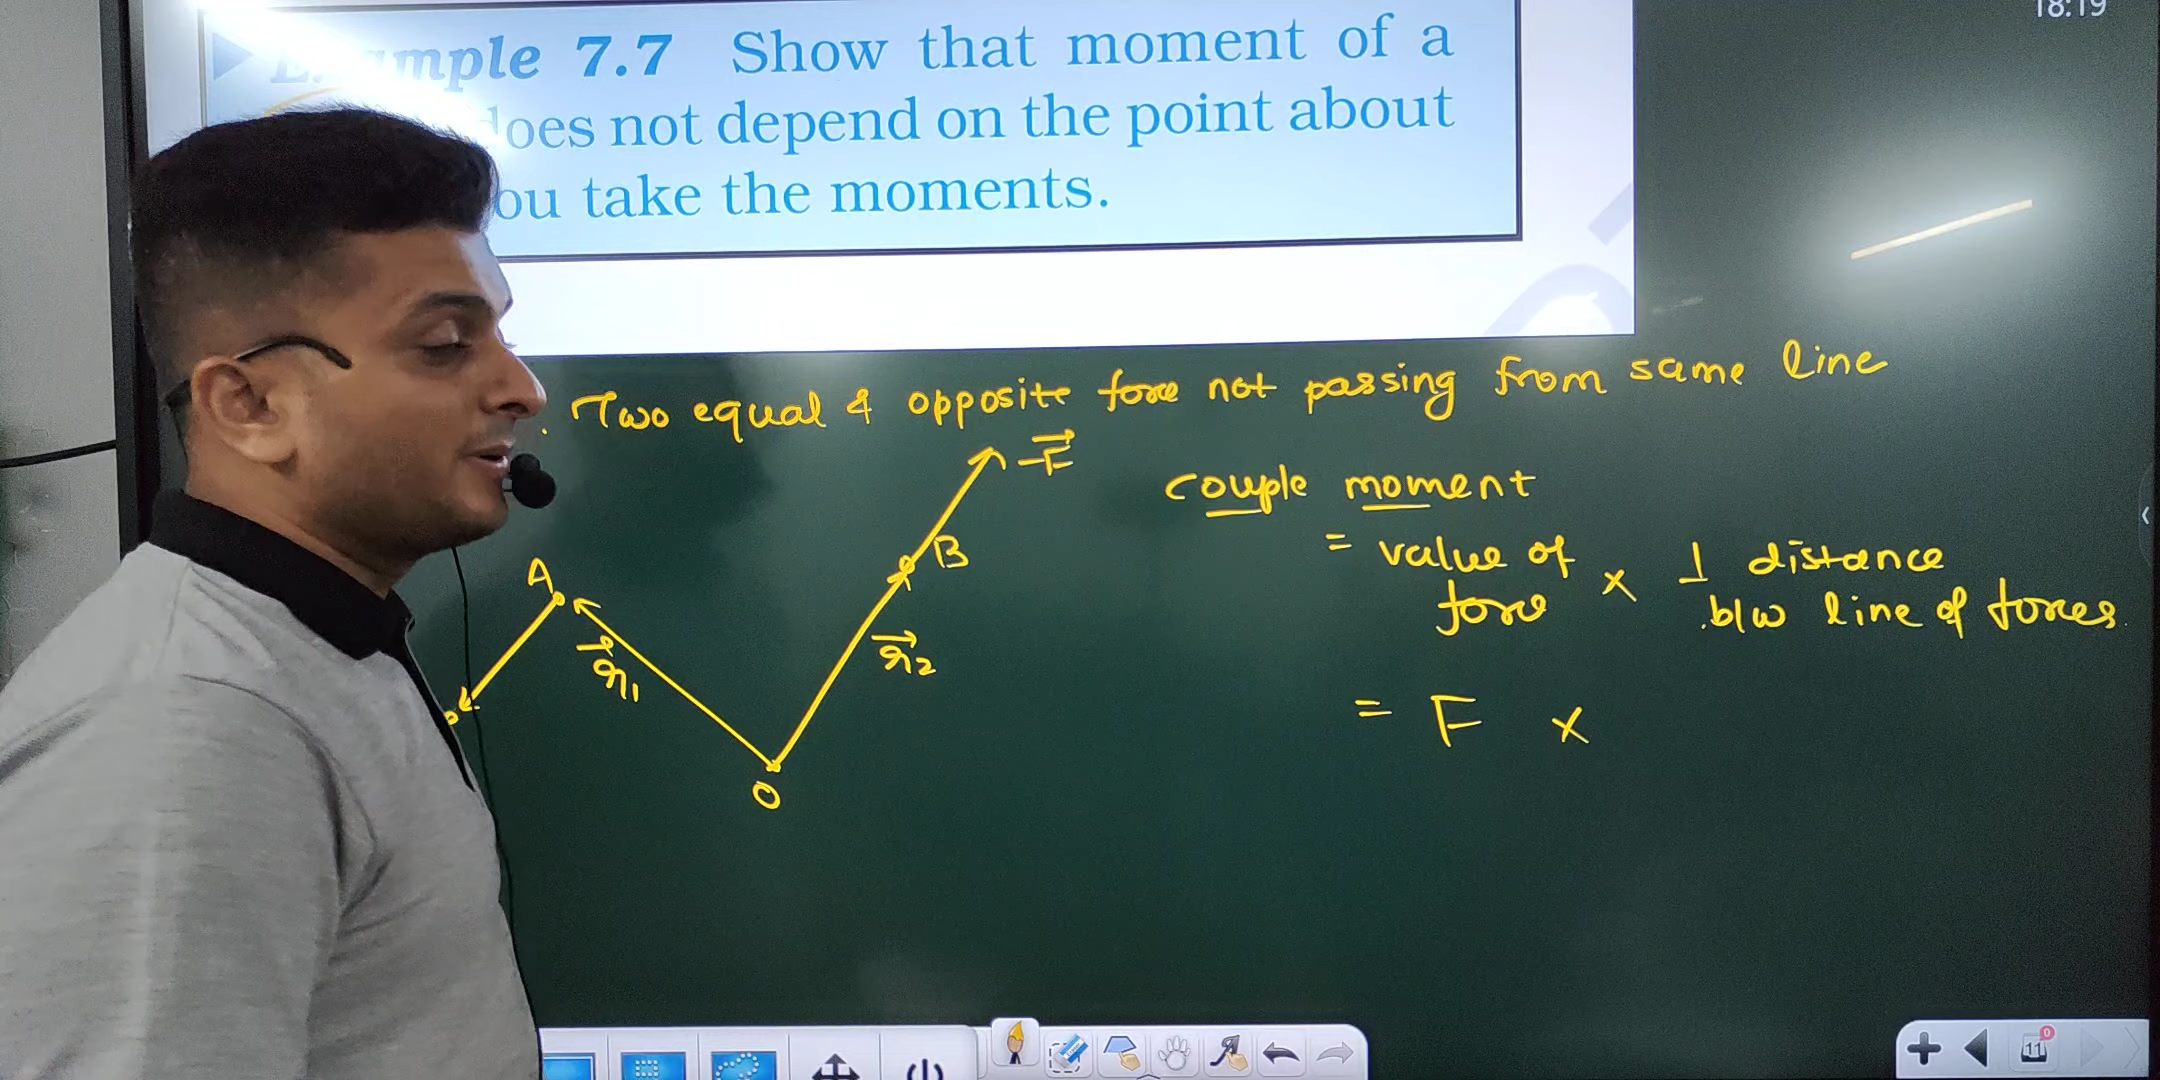 18:19
mple 7.7 Show that moment of a
oes not depend on the point about
ou take the moments.
Two equal & opposite force not passing from same line
-F
couple moment
= value of force × ⊥ distance b/w line of forces.
A
B
r1
r2
= F ×
O
11
0